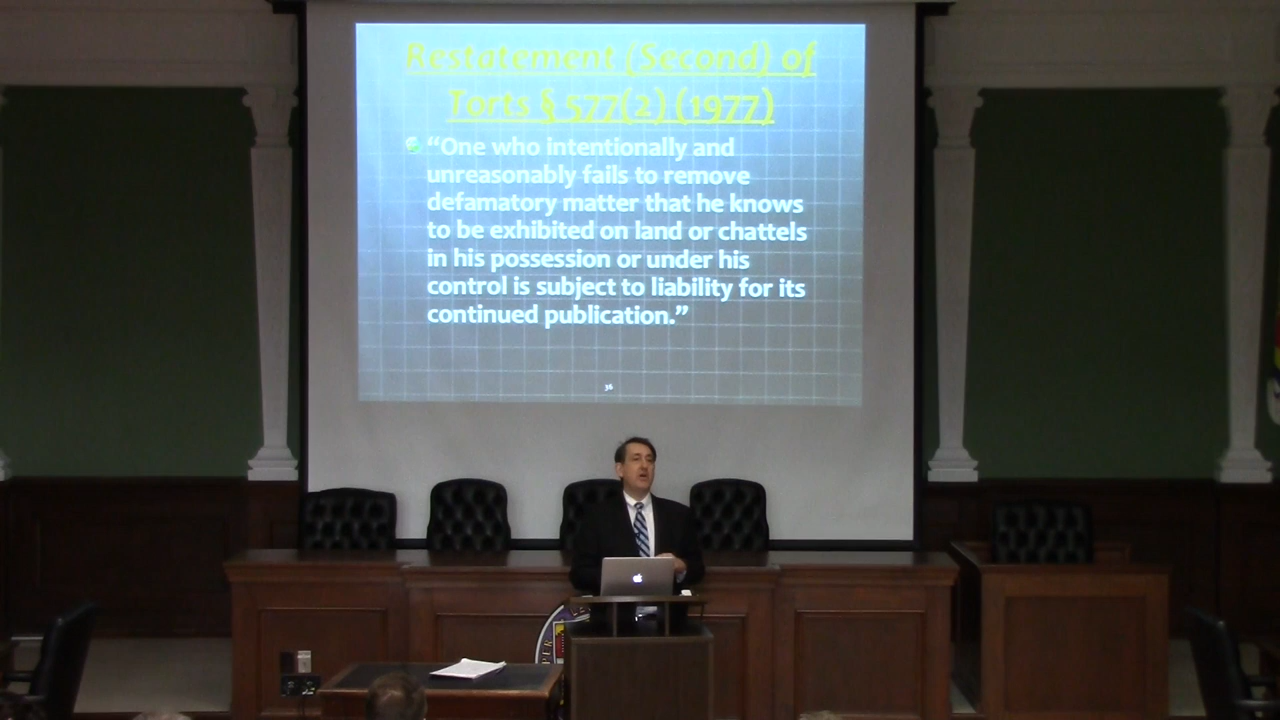 Restatement (Second) of
Torts § 577(2) (1977)
“One who intentionally and
unreasonably fails to remove
defamatory matter that he knows
to be exhibited on land or chattels
in his possession or under his
control is subject to liability for its
continued publication.”
36